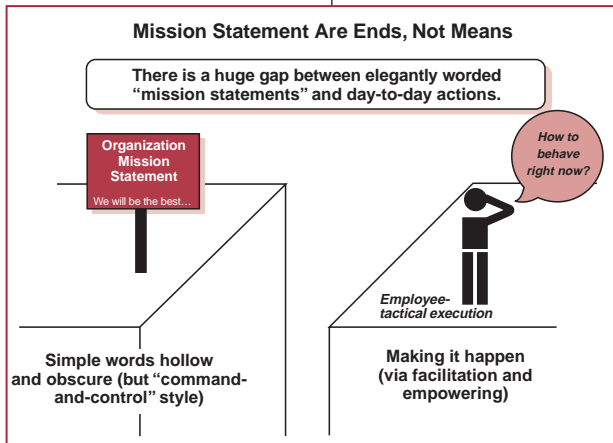 Mission Statement Are Ends, Not Means
There is a huge gap between elegantly worded
“mission statements” and day-to-day actions.
Organization
Mission
Statement
We will be the best…
How to
behave
right now?
Employee-
tactical execution
Simple words hollow
and obscure (but “command-
and-control” style)
Making it happen
(via facilitation and
empowering)